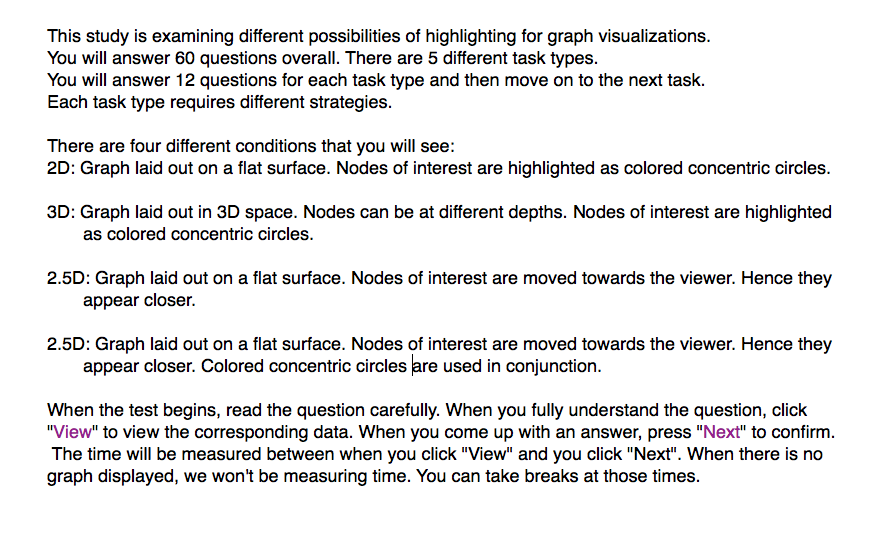 This study is examining different possibilities of highlighting for graph visualizations.
You will answer 60 questions overall. There are 5 different task types.
You will answer 12 questions for each task type and then move on to the next task.
Each task type requires different strategies.
There are four different conditions that you will see:
2D: Graph laid out on a flat surface. Nodes of interest are highlighted as colored concentric circles.
3D: Graph laid out in 3D space. Nodes can be at different depths. Nodes of interest are highlighted
as colored concentric circles.
2.5D: Graph laid out on a flat surface. Nodes of interest are moved towards the viewer. Hence they
appear closer.
2.5D: Graph laid out on a flat surface. Nodes of interest are moved towards the viewer. Hence they
appear closer. Colored concentric circles are used in conjunction.
When the test begins, read the question carefully. When you fully understand the question, click
"View" to view the corresponding data. When you come up with an answer, press "Next" to confirm.
The time will be measured between when you click "View" and you click "Next". When there is no
graph displayed, we won't be measuring time. You can take breaks at those times.